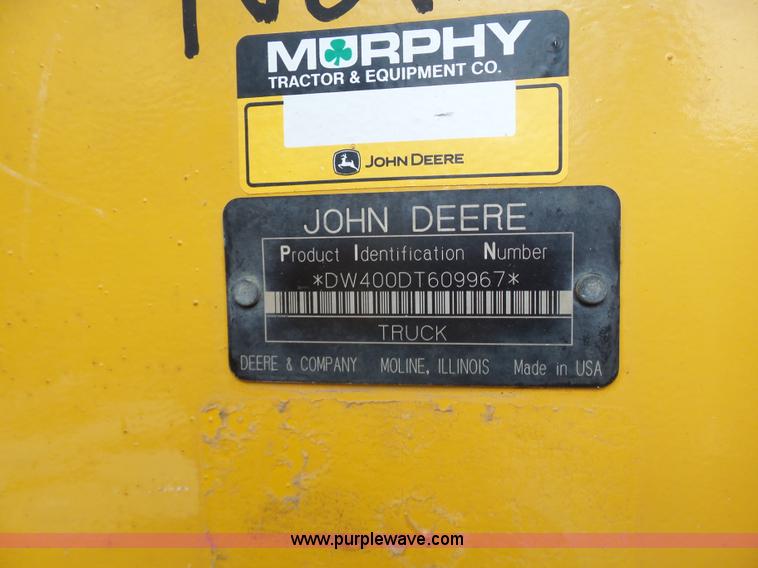 MURPHY
TRACTOR & EQUIPMENT CO.
JOHN DEERE
JOHN DEERE
Product Identification Number
*DW400DT609967*
TRUCK
DEERE & COMPANY MOLINE, ILLINOIS Made in USA
www.purplewave.com